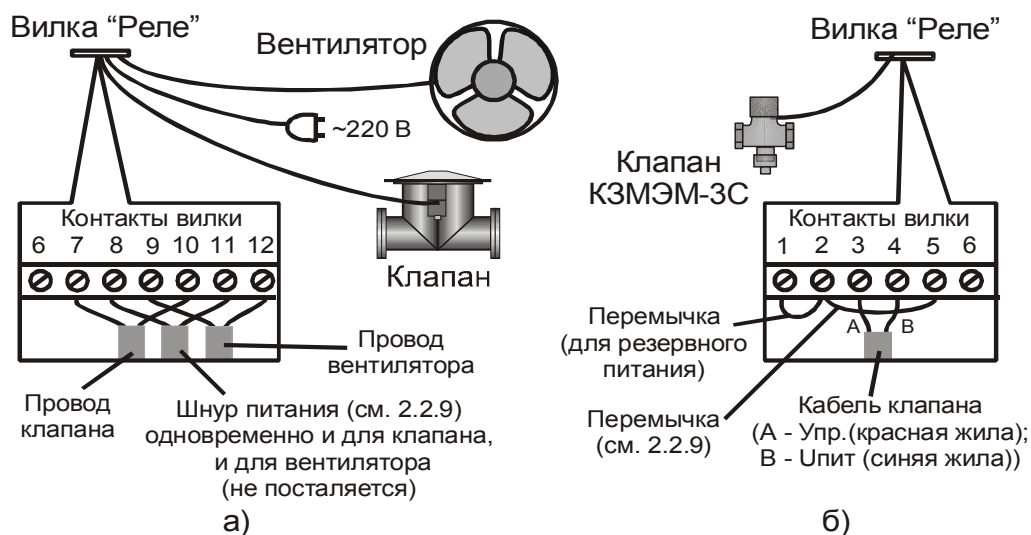 Вилка “Реле”
Вентилятор
~220 В
Клапан
Контакты вилки
6 7 8 9 10 11 12
Провод
клапана
Шнур питания (см. 2.2.9)
одновременно и для клапана,
и для вентилятора
(не посталяется)
Провод
вентилятора
а)
Вилка “Реле”
Клапан
КЗМЭМ-3С
Контакты вилки
1 2 3 4 5 6
А В
Перемычка
(для резервного
питания)
Перемычка
(см. 2.2.9)
Кабель клапана
(А - Упр.(красная жила);
В - Uпит (синяя жила))
б)